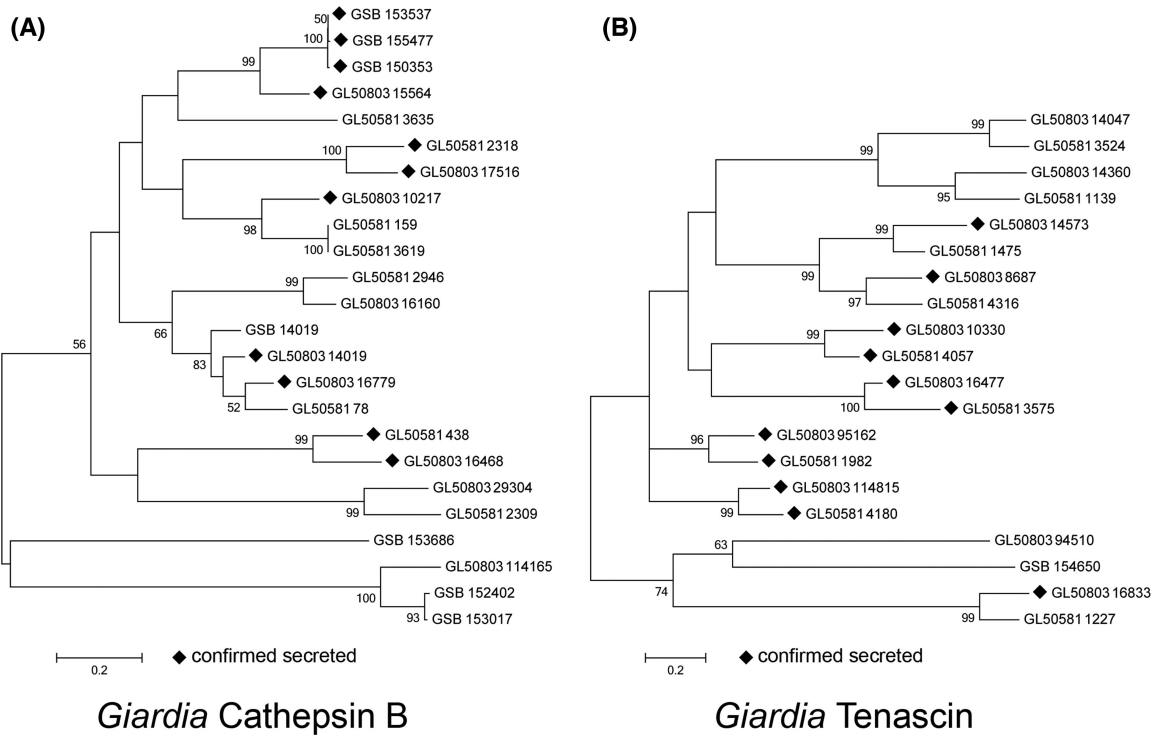 (A)
50
GSB 153537
100
GSB 155477
GSB 150353
99
GL50803 15564
GL50581 3635
100
GL50581 2318
GL50803 17516
GL50803 10217
98
GL50581 159
100
GL50581 3619
99
GL50581 2946
GL50803 16160
66
GSB 14019
83
GL50803 14019
GL50803 16779
52
GL50581 78
56
99
GL50581 438
GL50803 16468
GL50803 29304
99
GL50581 2309
GSB 153686
GL50803 114165
100
GSB 152402
93
GSB 153017
0.2
confirmed secreted
Giardia Cathepsin B
(B)
GL50803 14047
99
GL50581 3524
99
GL50803 14360
95
GL50581 1139
GL50803 14573
99
GL50581 1475
99
GL50803 8687
97
GL50581 4316
GL50803 10330
99
GL50581 4057
GL50803 16477
100
GL50581 3575
GL50803 95162
96
GL50581 1982
GL50803 114815
99
GL50581 4180
GL50803 94510
63
GSB 154650
74
GL50803 16833
99
GL50581 1227
0.2
confirmed secreted
Giardia Tenascin